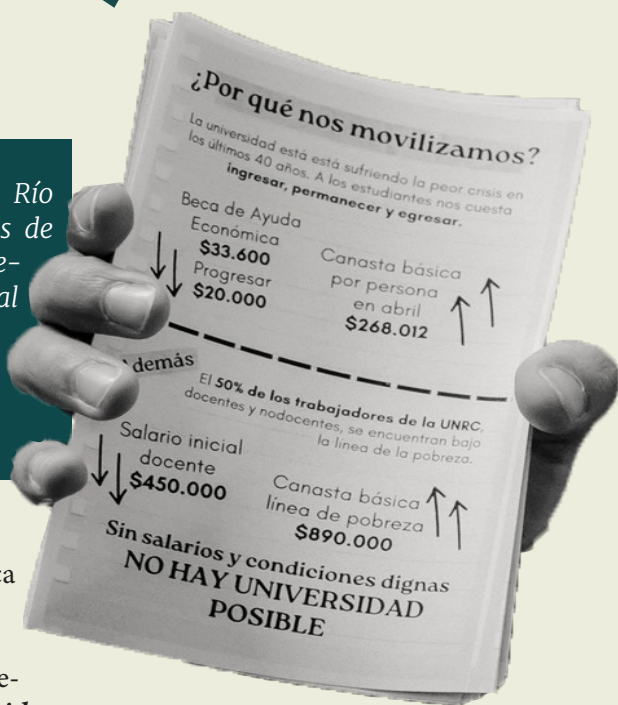 Río
s de
e-
al
¿Por qué nos movilizamos?
La universidad está está sufriendo la peor crisis en
los últimos 40 años. A los estudiantes nos cuesta
ingresar, permanecer y egresar.
Beca de Ayuda
Económica
$33.600
Progresar
$20.000
Canasta básica
por persona
en abril
$268.012
demás
El 50% de los trabajadores de la UNRC,
docentes y nodocentes, se encuentran bajo
la línea de la pobreza.
Salario inicial
docente
$450.000
Canasta básica
línea de pobreza
$890.000
Sin salarios y condiciones dignas
NO HAY UNIVERSIDAD
POSIBLE
a
e-